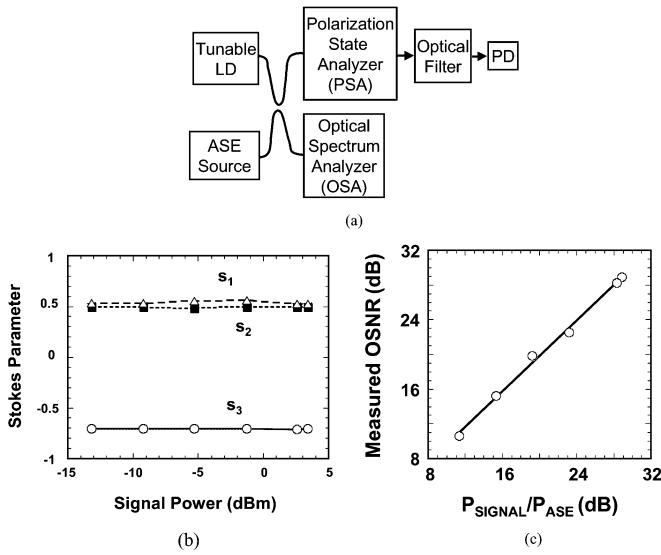 Tunable
LD
Polarization
State
Analyzer
(PSA)
Optical
Filter
PD
ASE
Source
Optical
Spectrum
Analyzer
(OSA)
(a)
Stokes Parameter
1
0.5
0
-0.5
-1
s1
s2
s3
-15
-10
-5
0
5
Signal Power (dBm)
(b)
Measured OSNR (dB)
32
24
16
8
8
16
24
32
PSIGNAL/PASE (dB)
(c)